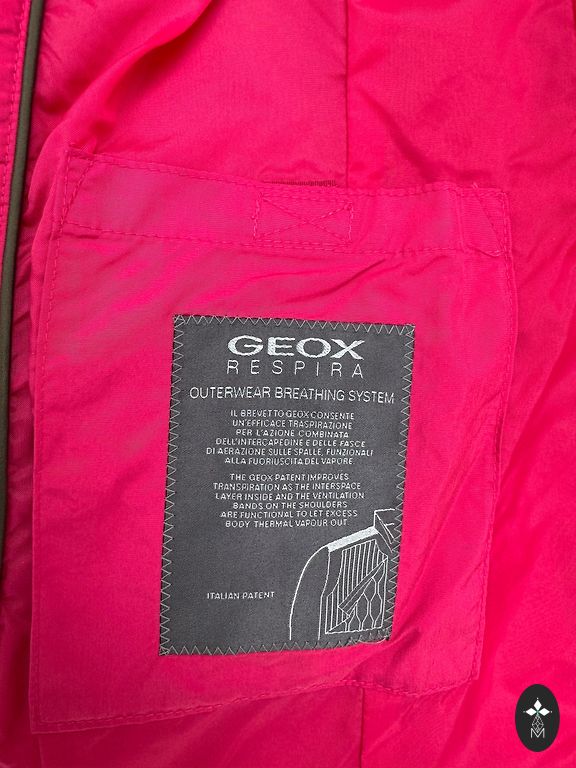 GEOX
RESPIRA
OUTERWEAR BREATHING SYSTEM
IL BREVETTO GEOX CONSENTE
UN'EFFICACE TRASPIRAZIONE
PER L'AZIONE COMBINATA
DELL'INTERCAPEDINE E DELLE FASCE
DI AERAZIONE SULLE SPALLE, FUNZIONALI
ALLA FUORIUSCITA DEL VAPORE.
THE GEOX PATENT IMPROVES
TRANSPIRATION AS THE INTERSPACE
LAYER INSIDE AND THE VENTILATION
BANDS ON THE SHOULDERS
ARE FUNCTIONAL TO LET EXCESS
BODY THERMAL VAPOUR OUT.
ITALIAN PATENT
M